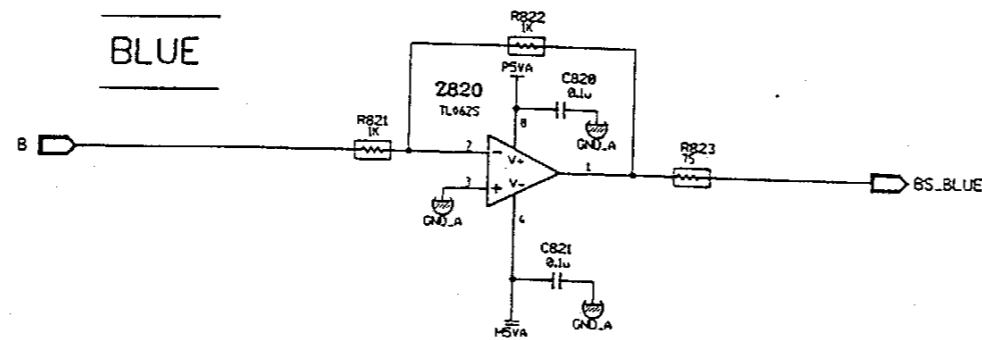 BLUE
R822
1K
P5VA
C820
0.1u
Z820
TL062S
8
GND_A
R821
1K
B
2
-
V+
1
R823
75
BS_BLUE
3
+
V-
GND_A
4
C821
0.1u
GND_A
M5VA